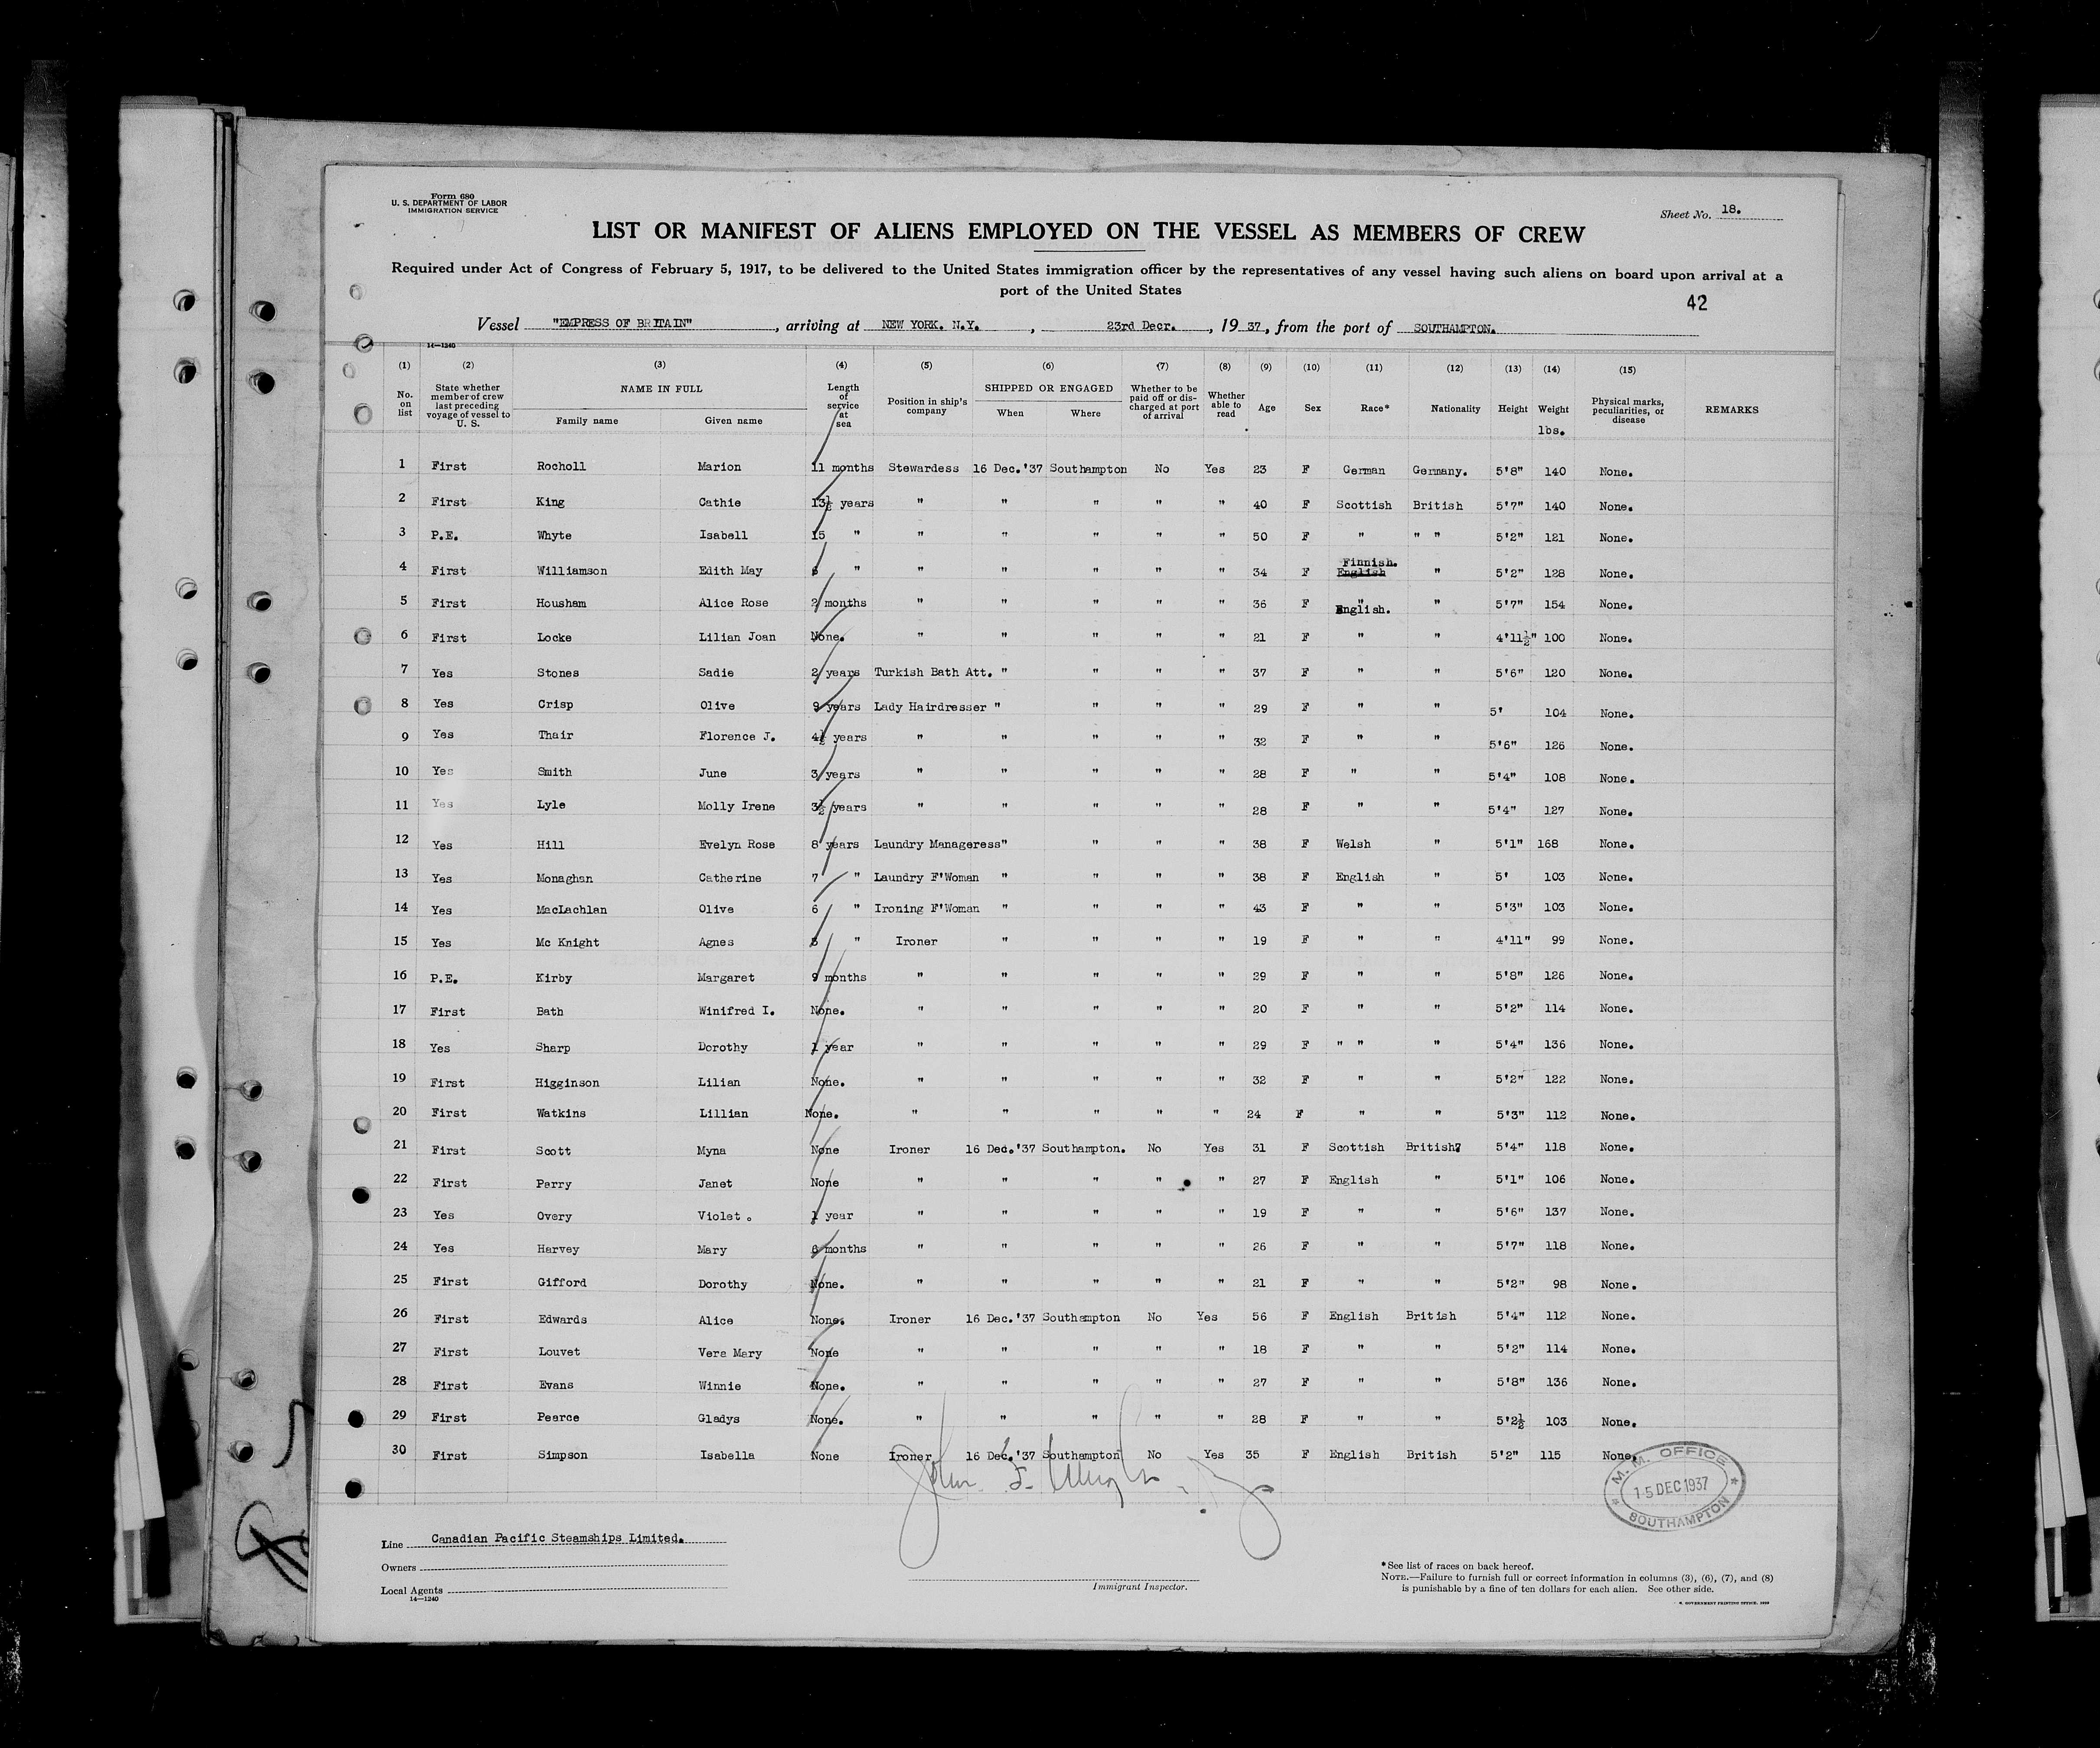 Form 680
U. S. DEPARTMENT OF LABOR
IMMIGRATION SERVICE
Sheet No. 18.
LIST OR MANIFEST OF ALIENS EMPLOYED ON THE VESSEL AS MEMBERS OF CREW
Required under Act of Congress of February 5, 1917, to be delivered to the United States immigration officer by the representatives of any vessel having such aliens on board upon arrival at a
port of the United States
42
Vessel "EMPRESS OF BRITAIN", arriving at NEW YORK. N.Y., 23rd Decr., 19 37, from the port of SOUTHAMPTON.
14—1240
(1) (2) (3) (4) (5) (6) (7) (8) (9) (10) (11) (12) (13) (14) (15)
No. on list State whether member of crew last preceding voyage of vessel to U. S. NAME IN FULL Family name Given name Length of service at sea Position in ship's company SHIPPED OR ENGAGED When Where Whether to be paid off or discharged at port of arrival Whether able to read Age Sex Race* Nationality Height Weight lbs. Physical marks, peculiarities, or disease REMARKS
1 First Rocholl Marion 11 months Stewardess 16 Dec.'37 Southampton No Yes 23 F German Germany. 5'8" 140 None.
2 First King Cathie 13½ years " " " " " 40 F Scottish British 5'7" 140 None.
3 P.E. Whyte Isabell 15 " " " " " " 50 F " " " 5'2" 121 None.
4 First Williamson Edith May " " " " " " 34 F English Finnish. " 5'2" 128 None.
5 First Housham Alice Rose 2 months " " " " " 36 F " English. " 5'7" 154 None.
6 First Locke Lilian Joan None. " " " " " 21 F " " 4'11½" 100 None.
7 Yes Stones Sadie 2 years Turkish Bath Att. " " " " 37 F " " 5'6" 120 None.
8 Yes Crisp Olive 9 years Lady Hairdresser " " " " 29 F " " 5' 104 None.
9 Yes Thair Florence J. 4½ years " " " " " 32 F " " 5'6" 126 None.
10 Yes Smith June 3 years " " " " " 28 F " " 5'4" 108 None.
11 Yes Lyle Molly Irene 3½ years " " " " " 28 F " " 5'4" 127 None.
12 Yes Hill Evelyn Rose 8 years Laundry Manageress" " " " 38 F Welsh " 5'1" 168 None.
13 Yes Monaghan Catherine 7 " Laundry F'Woman " " " " 38 F English " 5' 103 None.
14 Yes MacLachlan Olive 6 " Ironing F'Woman " " " " 43 F " " 5'3" 103 None.
15 Yes Mc Knight Agnes " Ironer " " " " 19 F " " 4'11" 99 None.
16 P.E. Kirby Margaret 9 months " " " " " 29 F " " 5'8" 126 None.
17 First Bath Winifred I. None. " " " " " 20 F " " 5'2" 114 None.
18 Yes Sharp Dorothy 1 year " " " " " 29 F " " " 5'4" 136 None.
19 First Higginson Lilian None. " " " " " 32 F " " 5'2" 122 None.
20 First Watkins Lillian None. " " " " " 24 F " " 5'3" 112 None.
21 First Scott Myna None Ironer 16 Dec.'37 Southampton. No Yes 31 F Scottish British? 5'4" 118 None.
22 First Parry Janet None " " " " " 27 F English " 5'1" 106 None.
23 Yes Overy Violet. 1 year " " " " " 19 F " " 5'6" 137 None.
24 Yes Harvey Mary 6 months " " " " " 26 F " " 5'7" 118 None.
25 First Gifford Dorothy None. " " " " " 21 F " " 5'2" 98 None.
26 First Edwards Alice None. Ironer 16 Dec.'37 Southampton No Yes 56 F English British 5'4" 112 None.
27 First Louvet Vera Mary None " " " " " 18 F " " 5'2" 114 None.
28 First Evans Winnie None. " " " " " 27 F " " 5'8" 136 None.
29 First Pearce Gladys None. " " " " " 28 F " " 5'2½ 103 None.
30 First Simpson Isabella None Ironer 16 Dec.'37 Southampton No Yes 35 F English British 5'2" 115 None.
M. M. OFFICE
15 DEC 1937
SOUTHAMPTON
Line Canadian Pacific Steamships Limited.
Owners
Local Agents
14—1240
Immigrant Inspector.
*See list of races on back hereof.
NOTE.—Failure to furnish full or correct information in columns (3), (6), (7), and (8)
is punishable by a fine of ten dollars for each alien. See other side.
GOVERNMENT PRINTING OFFICE